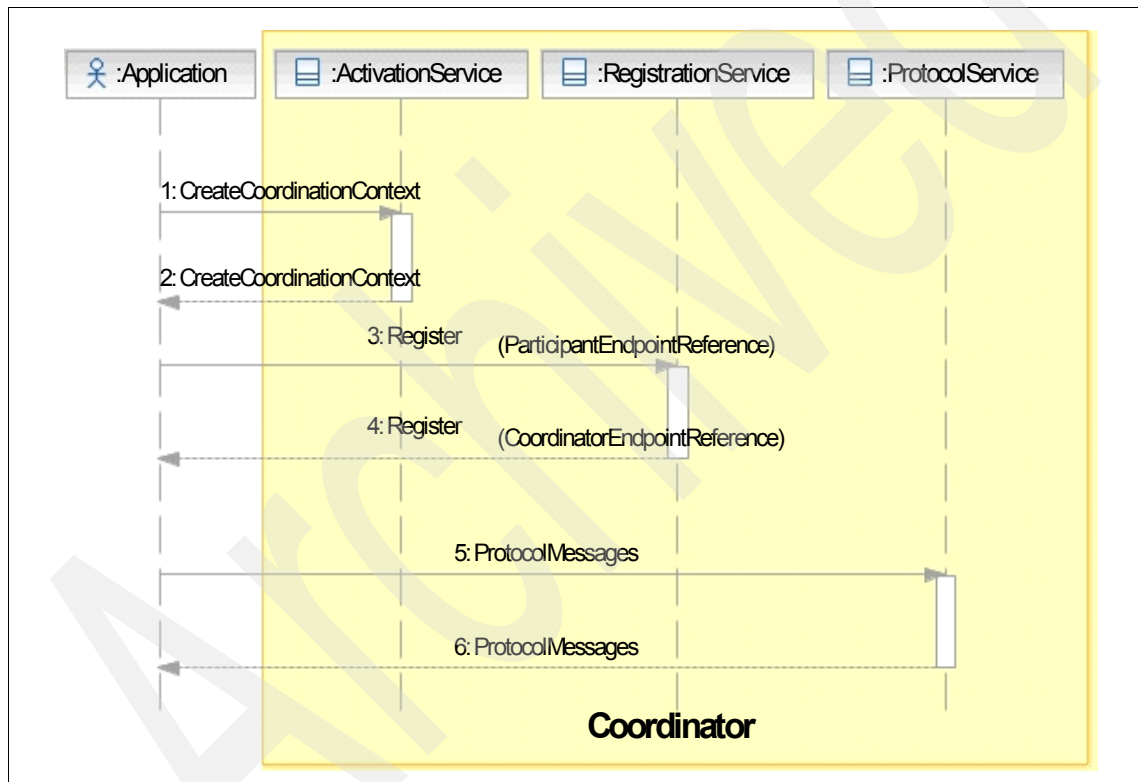 :Application
:ActivationService
:RegistrationService
:ProtocolService
1: CreateCoordinationContext
2: CreateCoordinationContext
3: Register (ParticipantEndpointReference)
4: Register (CoordinatorEndpointReference)
5: ProtocolMessages
6: ProtocolMessages
Coordinator
Archived